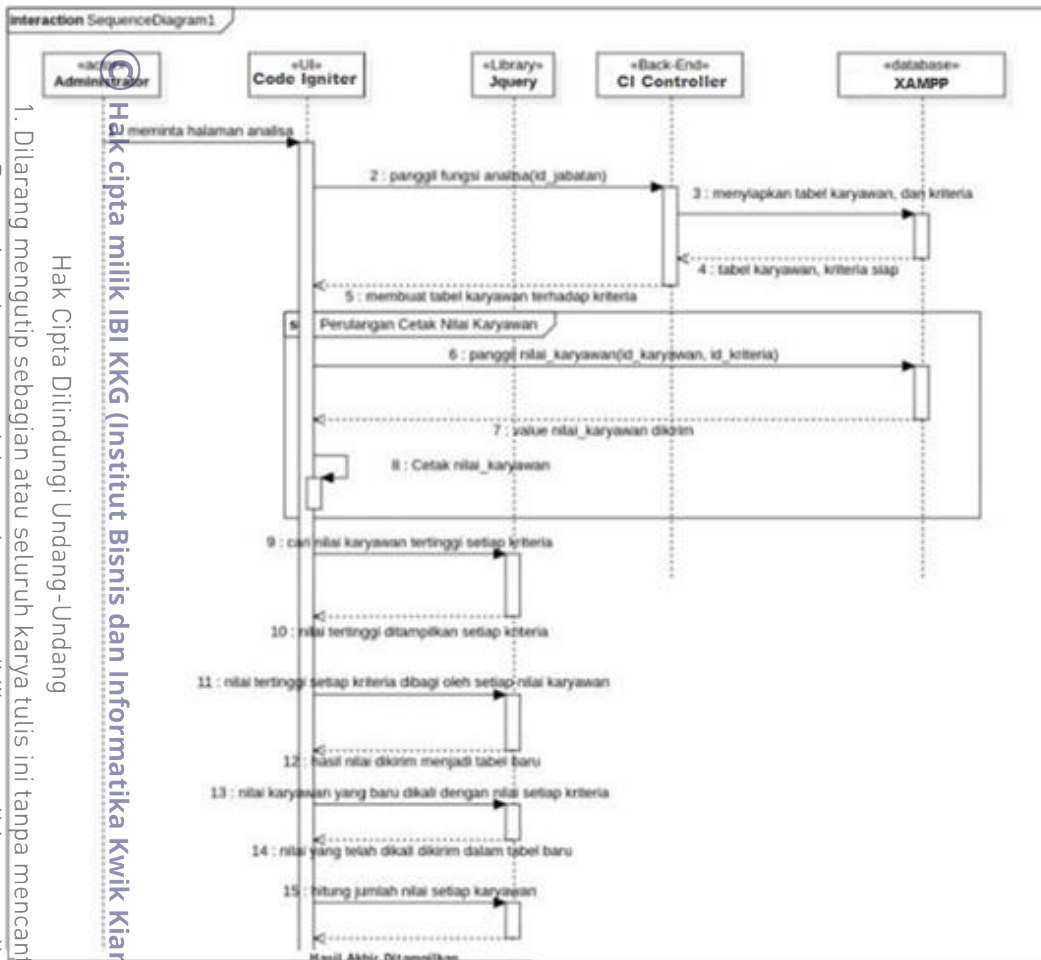 interaction SequenceDiagram1
«actor»
Administrator
«UI»
Code Igniter
«Library»
Jquery
«Back-End»
CI Controller
«database»
XAMPP
meminta halaman analisa
2 : panggil fungsi analisa(id_jabatan)
3 : menyiapkan tabel karyawan, dan kriteria
4 : tabel karyawan, kriteria siap
5 : membuat tabel karyawan terhadap kriteria
Perulangan Cetak Nilai Karyawan
6 : panggil nilai_karyawan(id_karyawan, id_kriteria)
7 : value nilai_karyawan dikirim
8 : Cetak nilai_karyawan
9 : cari nilai karyawan tertinggi setiap kriteria
10 : nilai tertinggi ditampilkan setiap kriteria
11 : nilai tertinggi setiap kriteria dibagi oleh setiap nilai karyawan
12 : hasil nilai dikirim menjadi tabel baru
13 : nilai karyawan yang baru dikali dengan nilai setiap kriteria
14 : nilai yang telah dikali dikirim dalam tabel baru
15 : hitung jumlah nilai setiap karyawan
Hasil Akhir Ditampilkan
© Hak cipta milik IBI KKG (Institut Bisnis dan Informatika Kwik Kian
Hak Cipta Dilindungi Undang-Undang
1. Dilarang mengutip sebagian atau seluruh karya tulis ini tanpa mencant